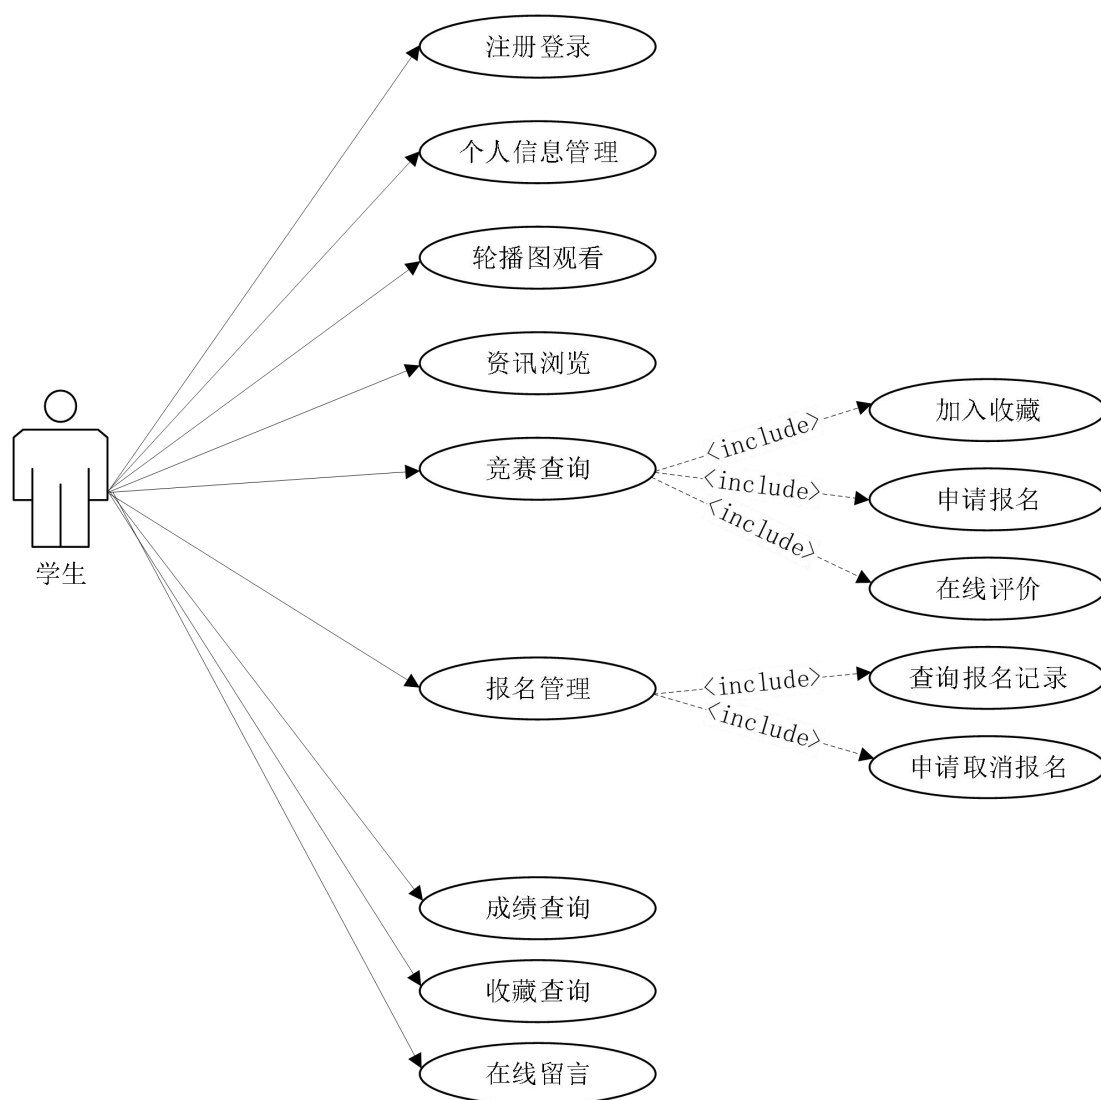 注册登录
个人信息管理
轮播图观看
资讯浏览
竞赛查询
<include>
加入收藏
<include>
申请报名
<include>
在线评价
学生
报名管理
<include>
查询报名记录
<include>
申请取消报名
成绩查询
收藏查询
在线留言